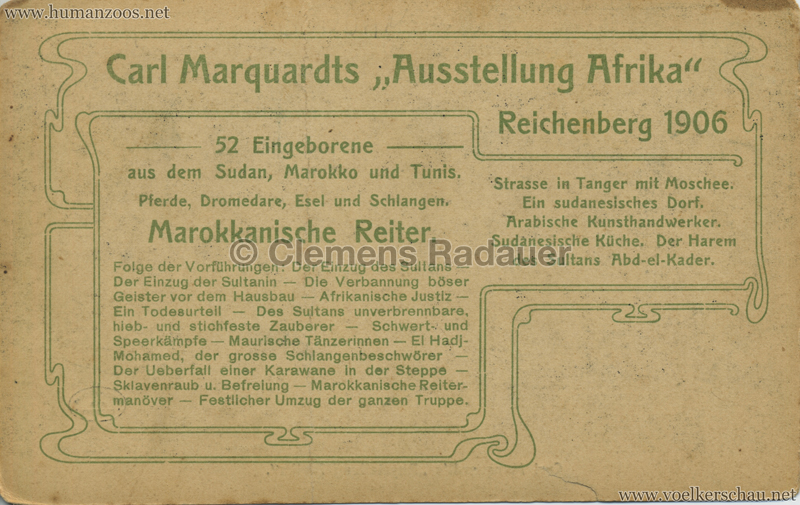 www.humanzoos.net
Carl Marquardts „Ausstellung Afrika“
Reichenberg 1906
52 Eingeborene
aus dem Sudan, Marokko und Tunis.
Pferde, Dromedare, Esel und Schlangen.
Marokkanische Reiter.
Folge der Vorführungen: Der Einzug des Sultans —
Der Einzug der Sultanin — Die Verbannung böser
Geister vor dem Hausbau — Afrikanische Justiz —
Ein Todesurteil — Des Sultans unverbrennbare,
hieb- und stichfeste Zauberer — Schwert- und
Speerkämpfe — Maurische Tänzerinnen — El Hadj-
Mohamed, der grosse Schlangenbeschwörer —
Der Ueberfall einer Karawane in der Steppe —
Sklavenraub u. Befreiung — Marokkanische Reiter-
manöver — Festlicher Umzug der ganzen Truppe.
Strasse in Tanger mit Moschee.
Ein sudanesisches Dorf.
Arabische Kunsthandwerker.
Sudanesische Küche. Der Harem
des Sultans Abd-el-Kader.
© Clemens Radauer
www.voelkerschau.net